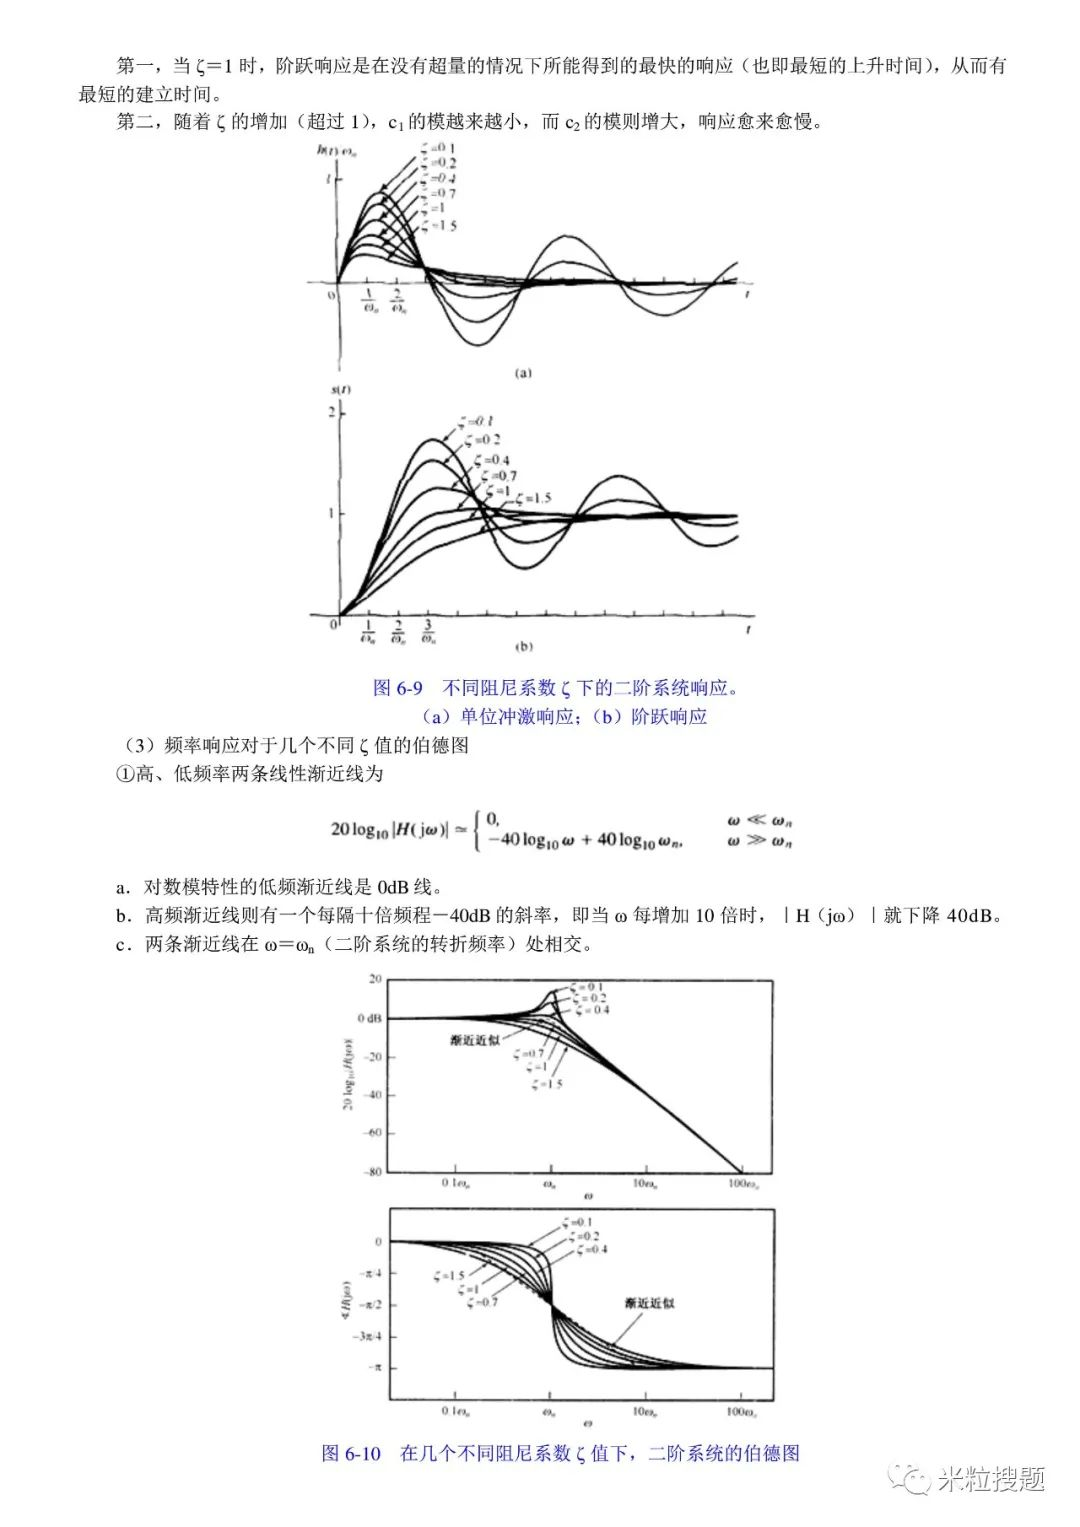 第一，当ζ＝1时，阶跃响应是在没有超量的情况下所能得到的最快的响应（也即最短的上升时间），从而有
最短的建立时间。
第二，随着ζ的增加（超过1），c₁的模越来越小，而c₂的模则增大，响应愈来愈慢。
h(t)/ωₙ
ζ=0.1
ζ=0.2
ζ=0.4
ζ=0.7
ζ=1
ζ=1.5
1
0
1/ωₙ
2/ωₙ
t
(a)
s(t)
2
ζ=0.1
ζ=0.2
ζ=0.4
ζ=0.7
ζ=1
ζ=1.5
1
0
1/ωₙ
2/ωₙ
3/ωₙ
t
(b)
图 6-9 不同阻尼系数ζ下的二阶系统响应。
（a）单位冲激响应；（b）阶跃响应
（3）频率响应对于几个不同ζ值的伯德图
①高、低频率两条线性渐近线为
20 log₁₀ |H(jω)| ≃ { 0, ω ≪ ωₙ
−40 log₁₀ ω + 40 log₁₀ ωₙ, ω ≫ ωₙ
a．对数模特性的低频渐近线是 0dB 线。
b．高频渐近线则有一个每隔十倍频程－40dB 的斜率，即当ω每增加 10 倍时，｜H（jω）｜就下降 40dB。
c．两条渐近线在ω＝ωₙ（二阶系统的转折频率）处相交。
20
ζ=0.1
ζ=0.2
ζ=0.4
0 dB
渐近近似
ζ=0.7
ζ=1
ζ=1.5
20 log₁₀|H(jω)|
-20
-40
-60
-80
0.1ωₙ
ωₙ
10ωₙ
100ωₙ
ω
ζ=0.1
ζ=0.2
ζ=0.4
0
-π/4
ζ=1.5
ζ=1
ζ=0.7
∢H(jω)
-π/2
渐近近似
-3π/4
-π
0.1ωₙ
ωₙ
10ωₙ
100ωₙ
ω
图 6-10 在几个不同阻尼系数ζ值下，二阶系统的伯德图
米粒搜题